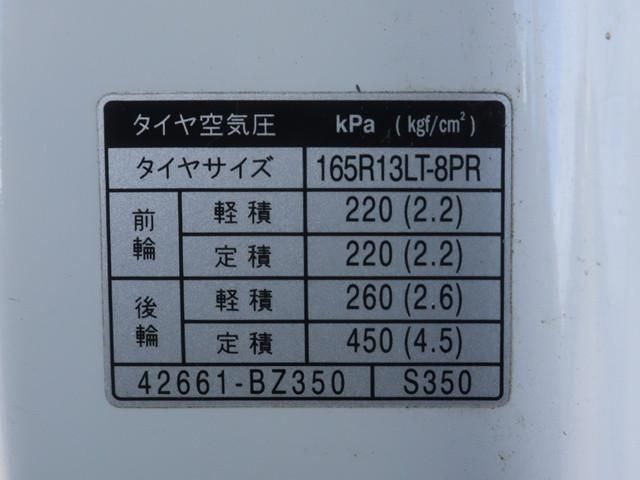 タイヤ空気圧 kPa (kgf/cm²)
タイヤサイズ 165R13LT-8PR
前輪 軽積 220 (2.2)
定積 220 (2.2)
後輪 軽積 260 (2.6)
定積 450 (4.5)
42661-BZ350 S350